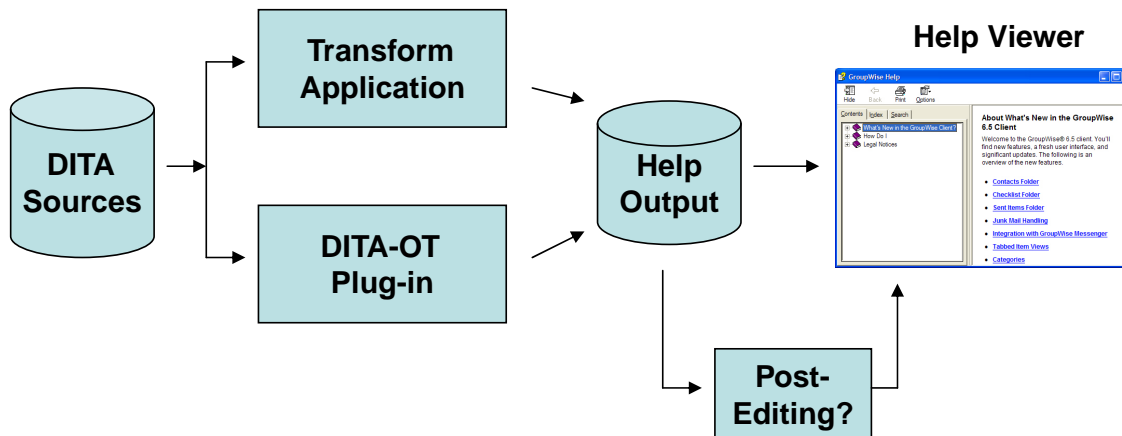 Transform
Application
DITA
Sources
DITA-OT
Plug-in
Help
Output
Post-
Editing?
Help Viewer
GroupWise Help
Hide Back Print Options
Contents Index Search
What's New in the GroupWise Client?
How Do I
Legal Notices
About What's New in the GroupWise
6.5 Client
Welcome to the GroupWise® 6.5 client. You'll
find new features, a fresh user interface, and
significant updates. The following is an
overview of the new features.
• Contacts Folder
• Checklist Folder
• Sent Items Folder
• Junk Mail Handling
• Integration with GroupWise Messenger
• Tabbed Item Views
• Categories